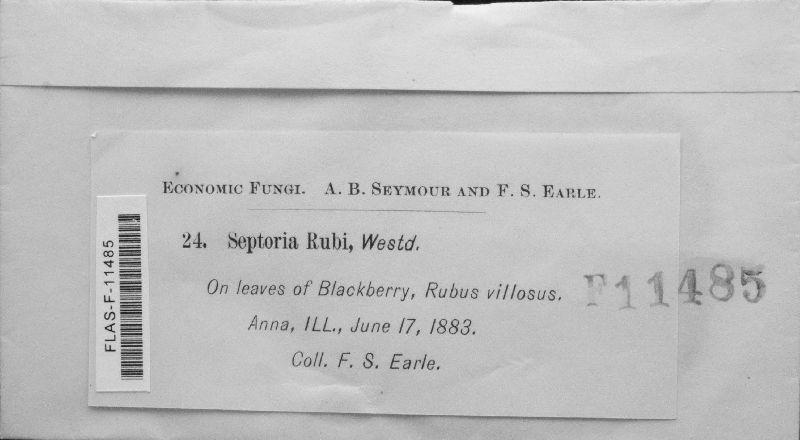 ECONOMIC FUNGI. A. B. SEYMOUR AND F. S. EARLE.
24. Septoria Rubi, Westd.
On leaves of Blackberry, Rubus villosus.
Anna, ILL., June 17, 1883.
Coll. F. S. Earle.
FLAS-F-11485
F11485